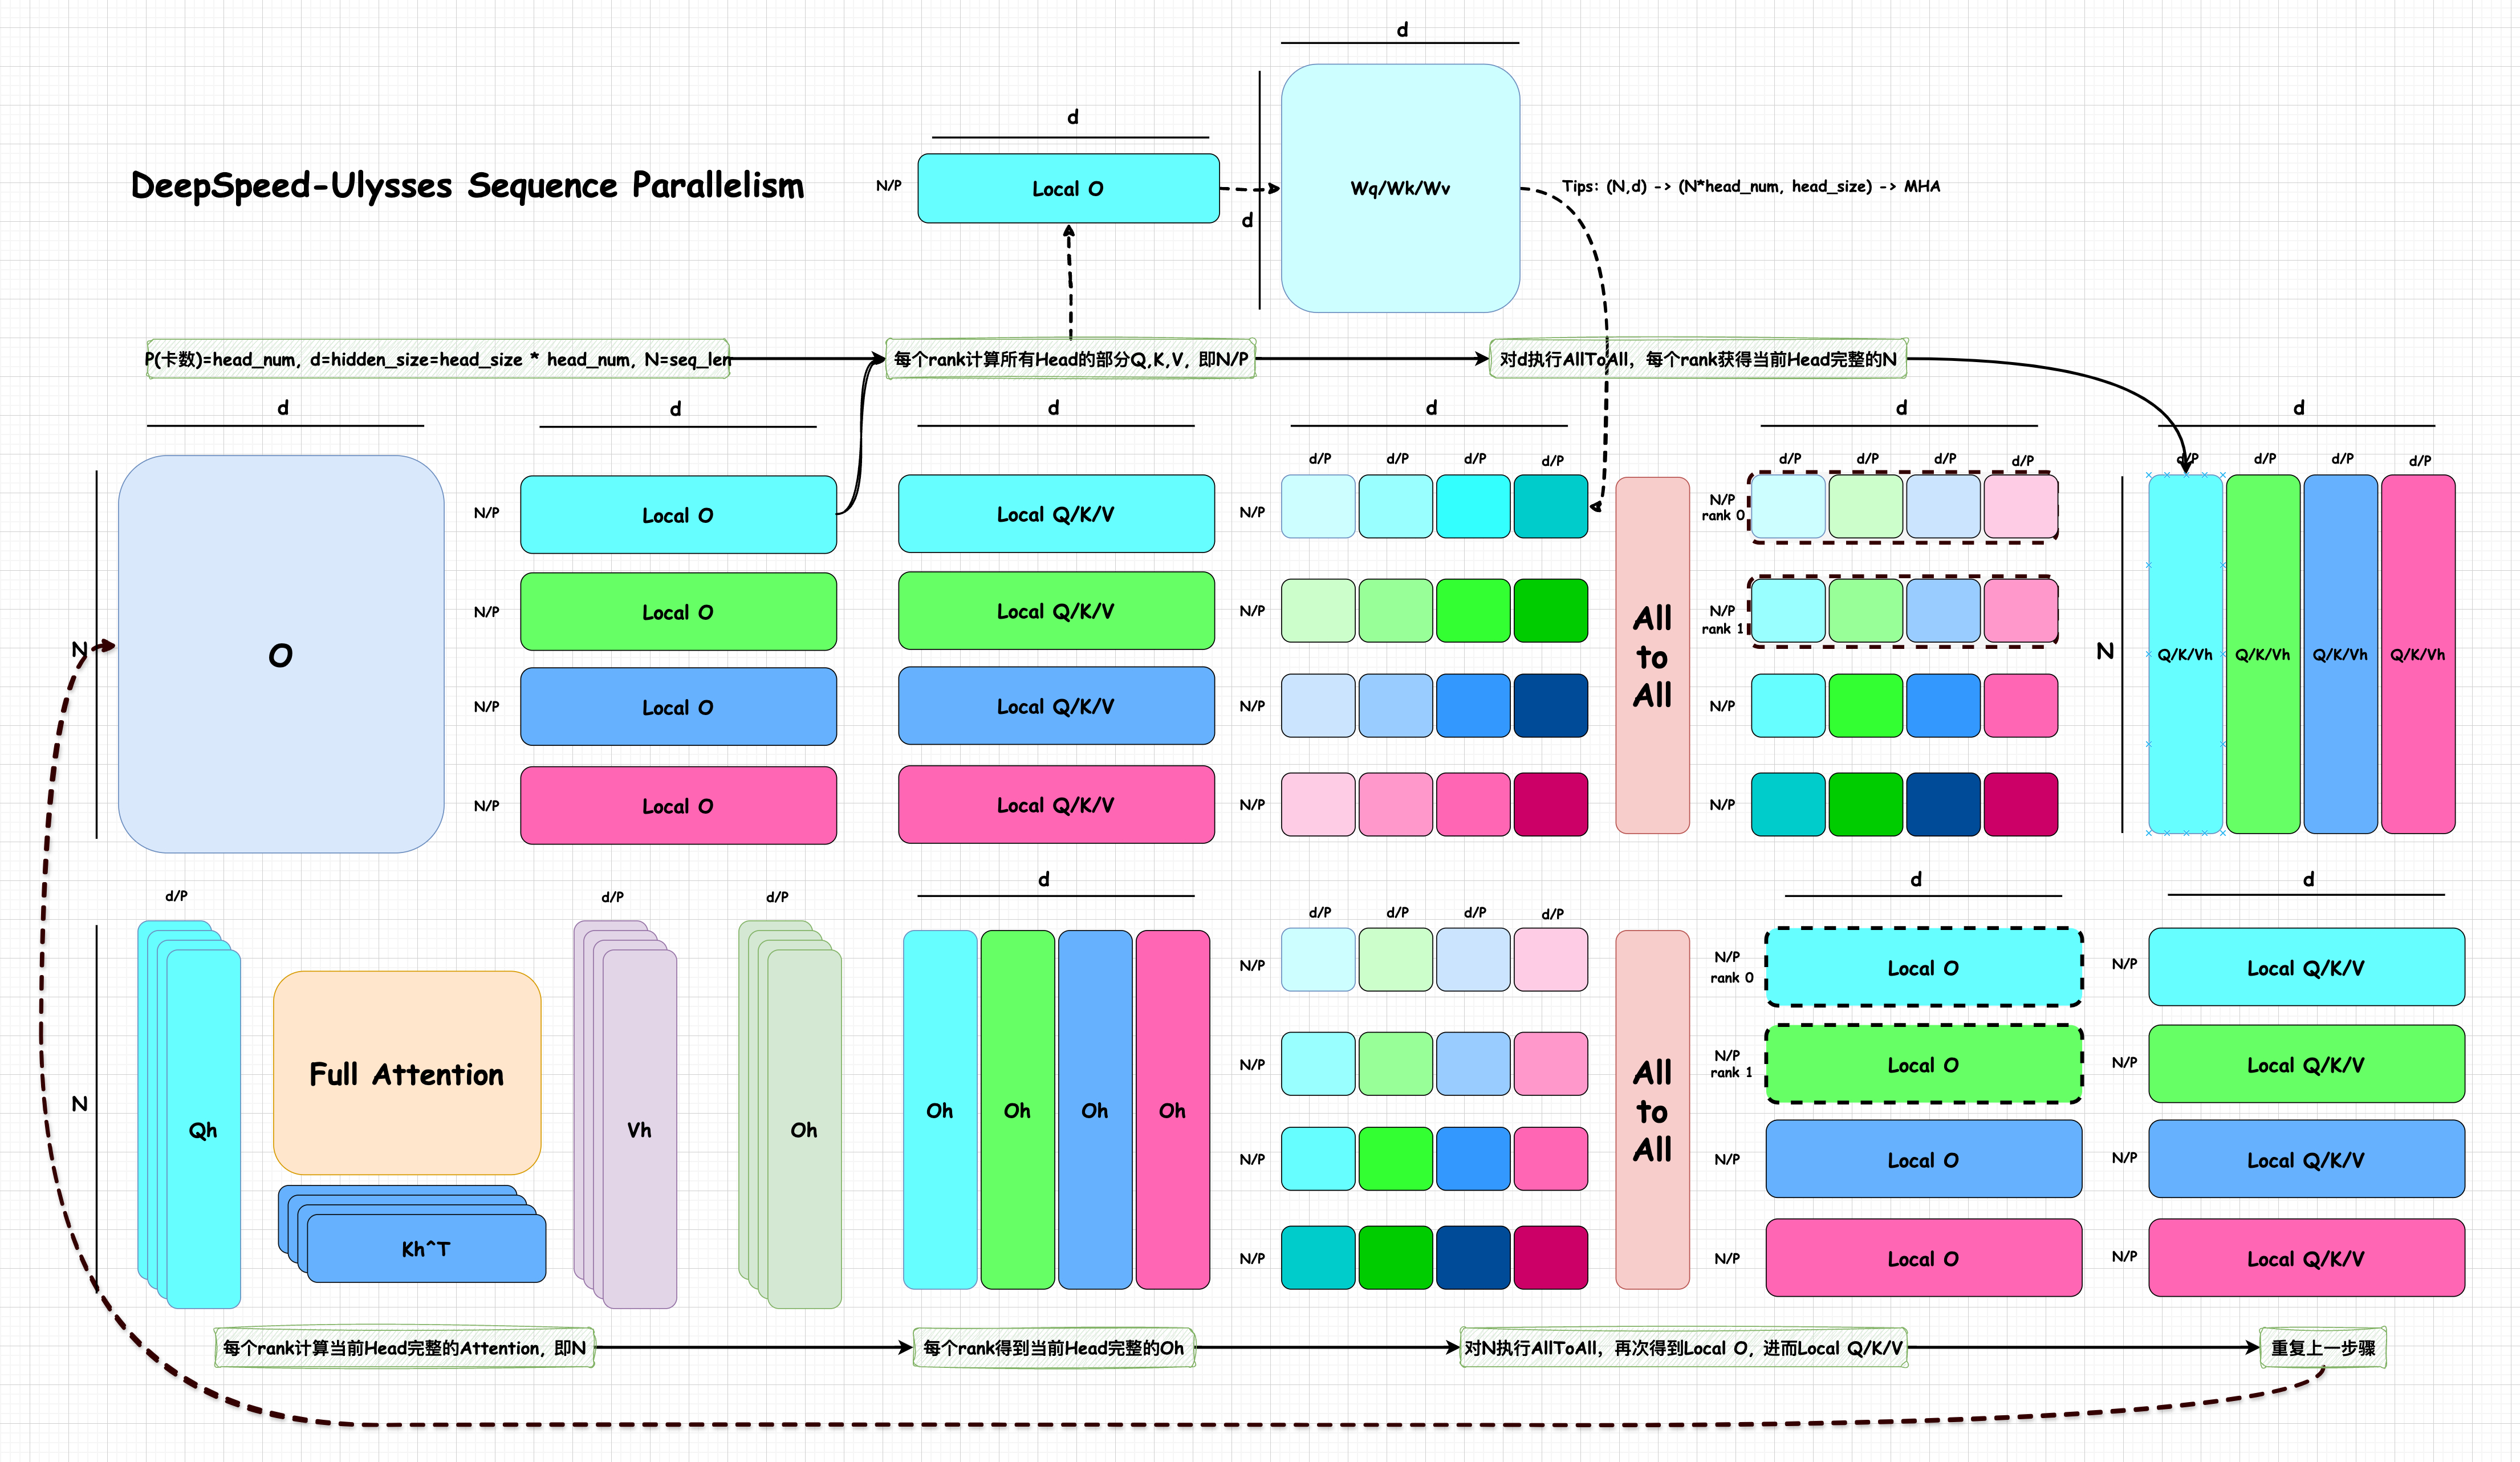 d
d
DeepSpeed-Ulysses Sequence Parallelism
N/P
Local O
d
Wq/Wk/Wv
Tips: (N,d) -> (N*head_num, head_size) -> MHA
P(卡数)=head_num, d=hidden_size=head_size * head_num, N=seq_len
每个rank计算所有Head的部分Q,K,V, 即N/P
对d执行AllToAll, 每个rank获得当前Head完整的N
d
d
d
d
d
d
d/P
d/P
d/P
d/P
d/P
d/P
d/P
d/P
d/P
d/P
d/P
d/P
N
O
N/P
Local O
Local Q/K/V
N/P
N/P
rank 0
N/P
Local O
Local Q/K/V
N/P
N/P
rank 1
N/P
Local O
Local Q/K/V
N/P
N/P
N/P
Local O
Local Q/K/V
N/P
N/P
All
to
All
N
Q/K/Vh
Q/K/Vh
Q/K/Vh
Q/K/Vh
d/P
d/P
d/P
d
d/P
d/P
d/P
d/P
d
d
N
Qh
Full Attention
Kh^T
Vh
Oh
Oh
Oh
Oh
Oh
N/P
N/P
N/P
N/P
All
to
All
N/P
rank 0
Local O
N/P
Local Q/K/V
N/P
rank 1
Local O
N/P
Local Q/K/V
N/P
Local O
N/P
Local Q/K/V
N/P
Local O
N/P
Local Q/K/V
每个rank计算当前Head完整的Attention, 即N
每个rank得到当前Head完整的Oh
对N执行AllToAll, 再次得到Local O, 进而Local Q/K/V
重复上一步骤